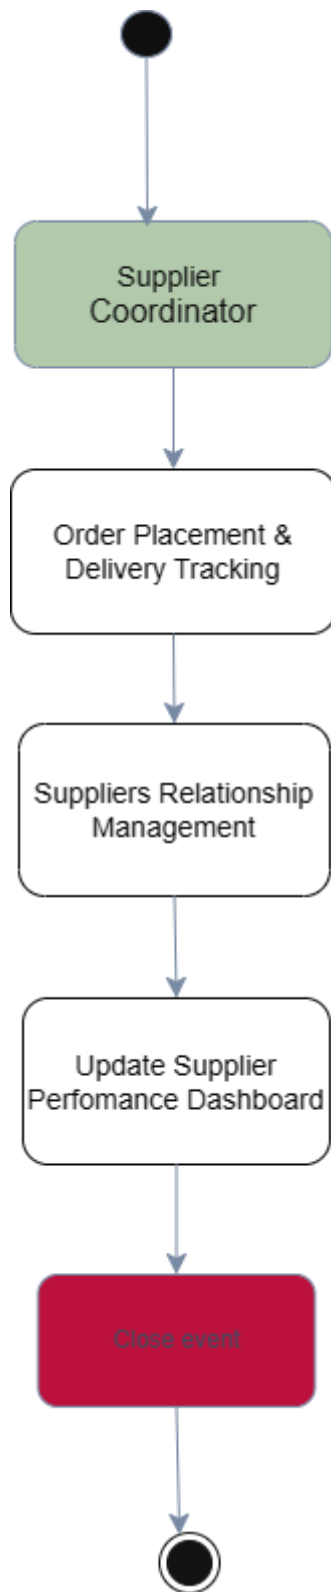 Supplier
Coordinator
Order Placement &
Delivery Tracking
Suppliers Relationship
Management
Update Supplier
Perfomance Dashboard
Close event